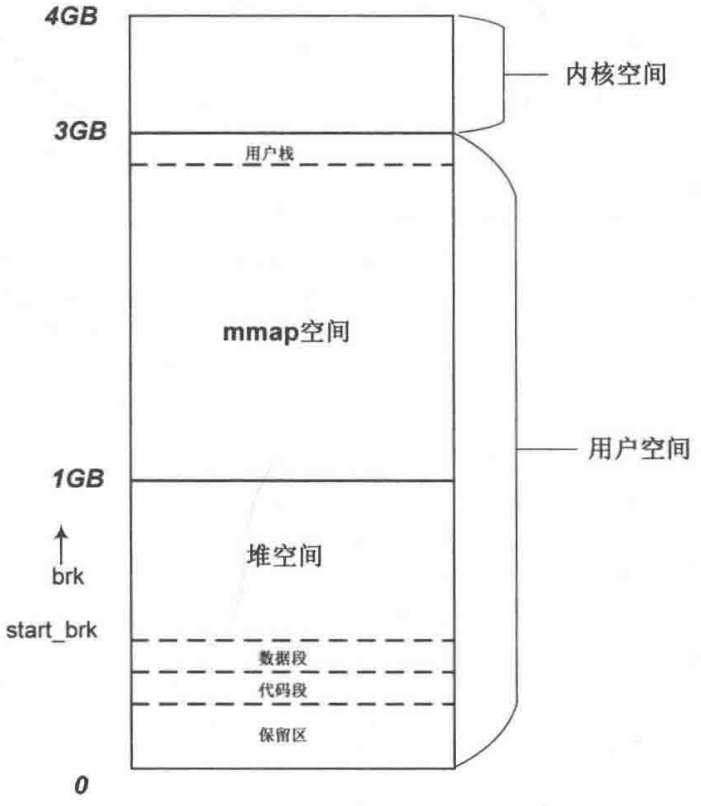 4GB
内核空间
3GB
用户栈
mmap空间
用户空间
1GB
堆空间
brk
start_brk
数据段
代码段
保留区
0